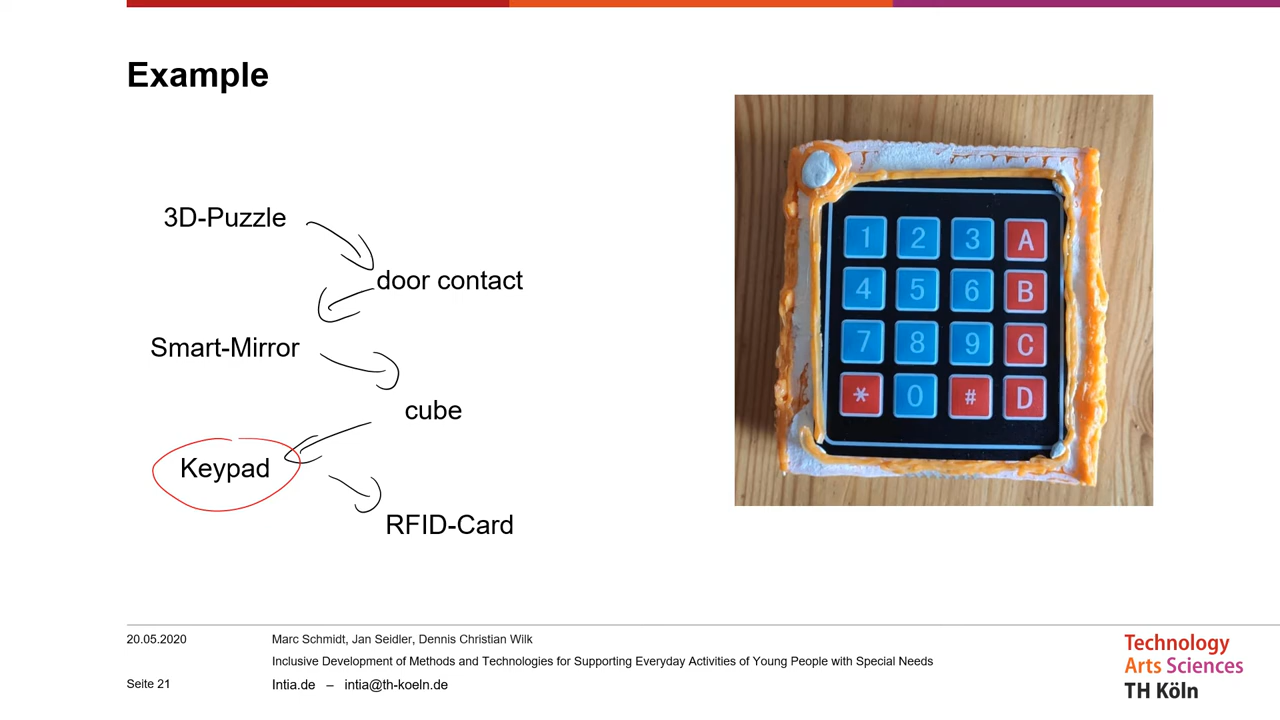 Example
3D-Puzzle
door contact
Smart-Mirror
cube
Keypad
RFID-Card
1 2 3 A
4 5 6 B
7 8 9 C
* 0 # D
20.05.2020
Marc Schmidt, Jan Seidler, Dennis Christian Wilk
Inclusive Development of Methods and Technologies for Supporting Everyday Activities of Young People with Special Needs
Seite 21
Intia.de – intia@th-koeln.de
Technology
Arts Sciences
TH Köln